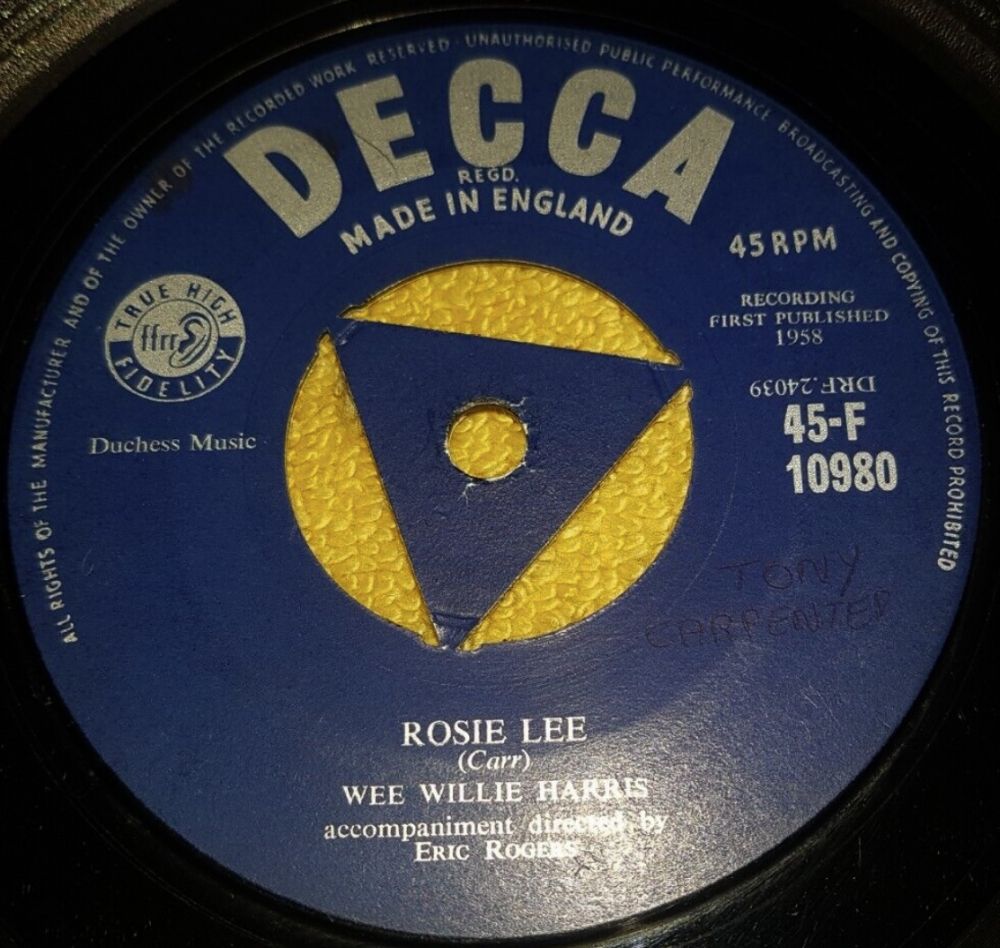 ALL RIGHTS OF THE MANUFACTURER AND OF THE OWNER OF THE RECORDED WORK RESERVED · UNAUTHORISED PUBLIC PERFORMANCE BROADCASTING AND COPYING OF THIS RECORD PROHIBITED
DECCA
REGD.
MADE IN ENGLAND
45 RPM
TRUE HIGH
ffrr
FIDELITY
RECORDING
FIRST PUBLISHED
1958
DRF.24039
45-F
10980
Duchess Music
TONY
CARPENTER
ROSIE LEE
(Carr)
WEE WILLIE HARRIS
accompaniment directed by
ERIC ROGERS